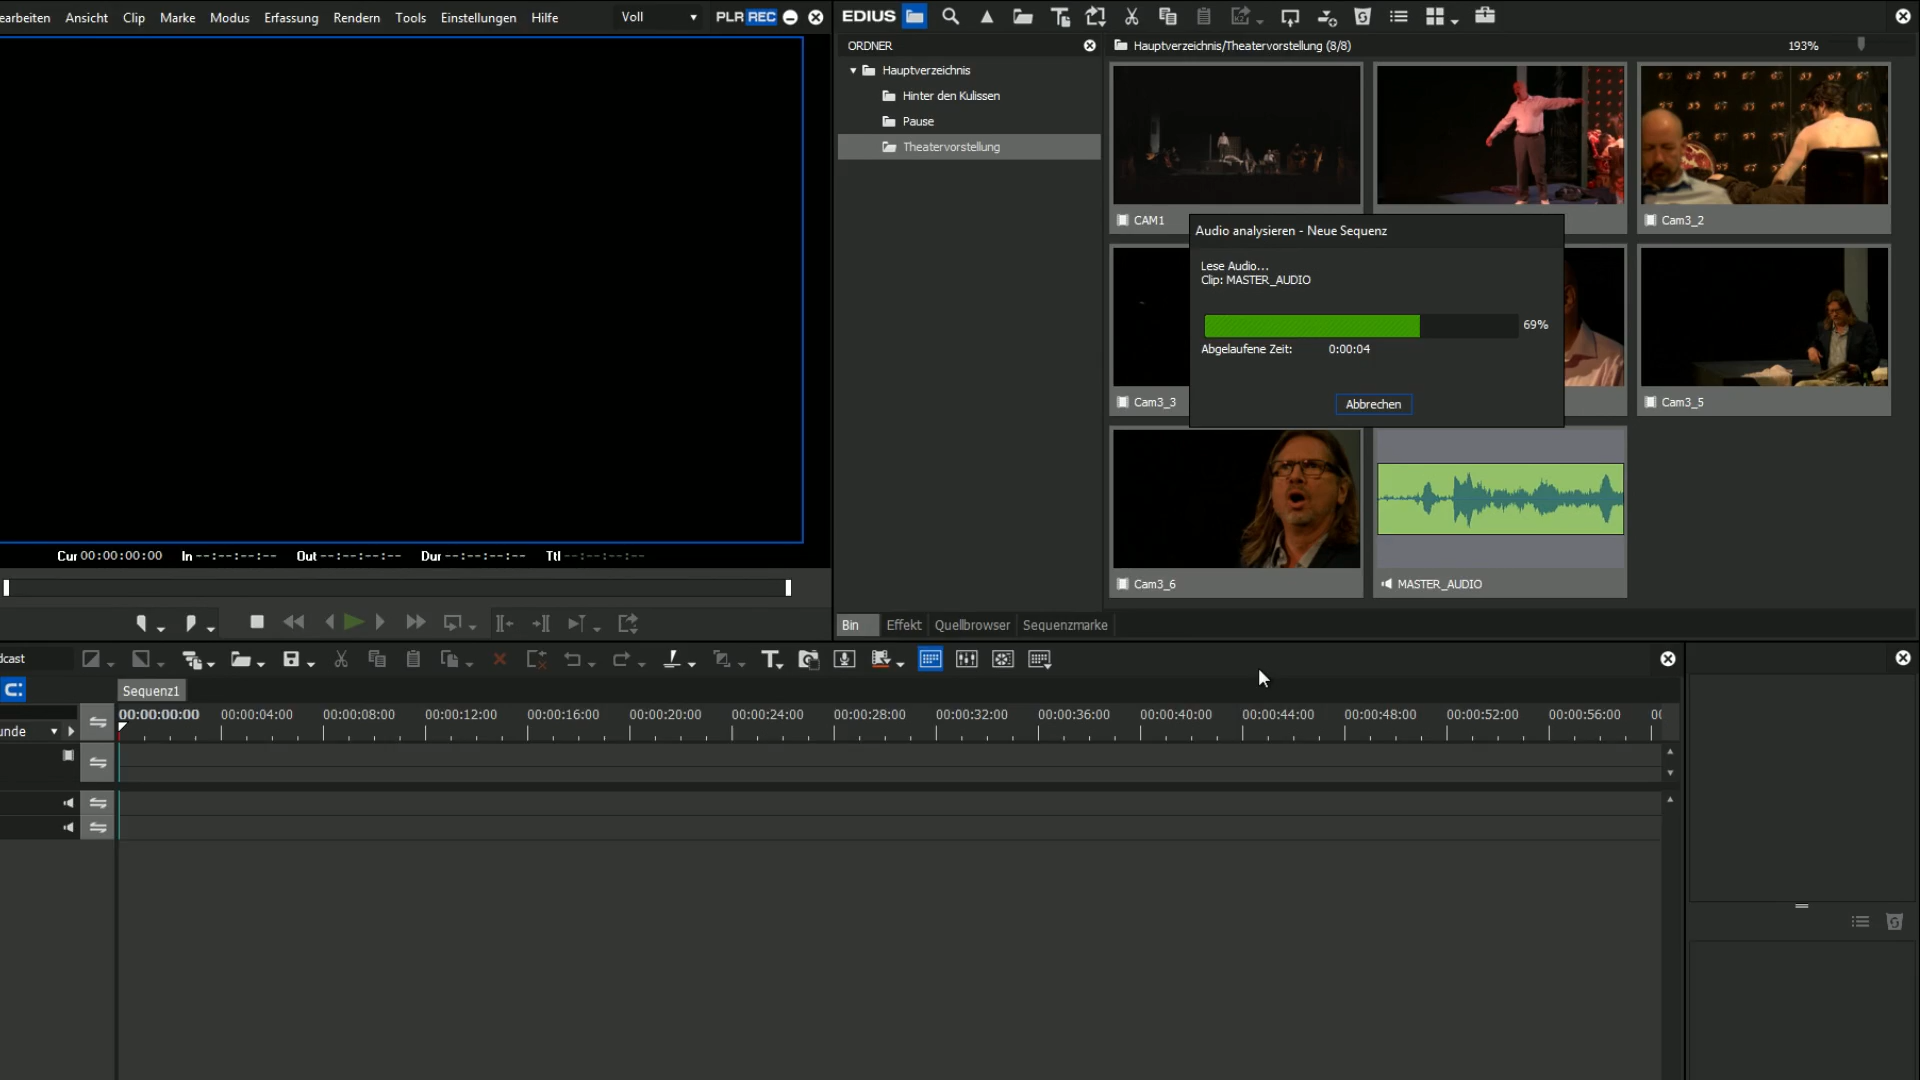 earbeiten Ansicht Clip Marke Modus Erfassung Rendern Tools Einstellungen Hilfe Voll PLR REC
EDIUS
ORDNER
Hauptverzeichnis/Theatervorstellung (8/8) 193%
Hauptverzeichnis
Hinter den Kulissen
Pause
Theatervorstellung
CAM1
Cam3_2
Audio analysieren - Neue Sequenz
Lese Audio...
Clip: MASTER_AUDIO
69%
Abgelaufene Zeit: 0:00:04
Abbrechen
Cam3_3
Cam3_5
Cam3_6
MASTER_AUDIO
Cur 00:00:00:00 In --:--:--:-- Out --:--:--:-- Dur --:--:--:-- Ttl --:--:--:--
Bin Effekt Quellbrowser Sequenzmarke
dcast
Sequenz1
00:00:00:00 00:00:04:00 00:00:08:00 00:00:12:00 00:00:16:00 00:00:20:00 00:00:24:00 00:00:28:00 00:00:32:00 00:00:36:00 00:00:40:00 00:00:44:00 00:00:48:00 00:00:52:00 00:00:56:00 00
unde